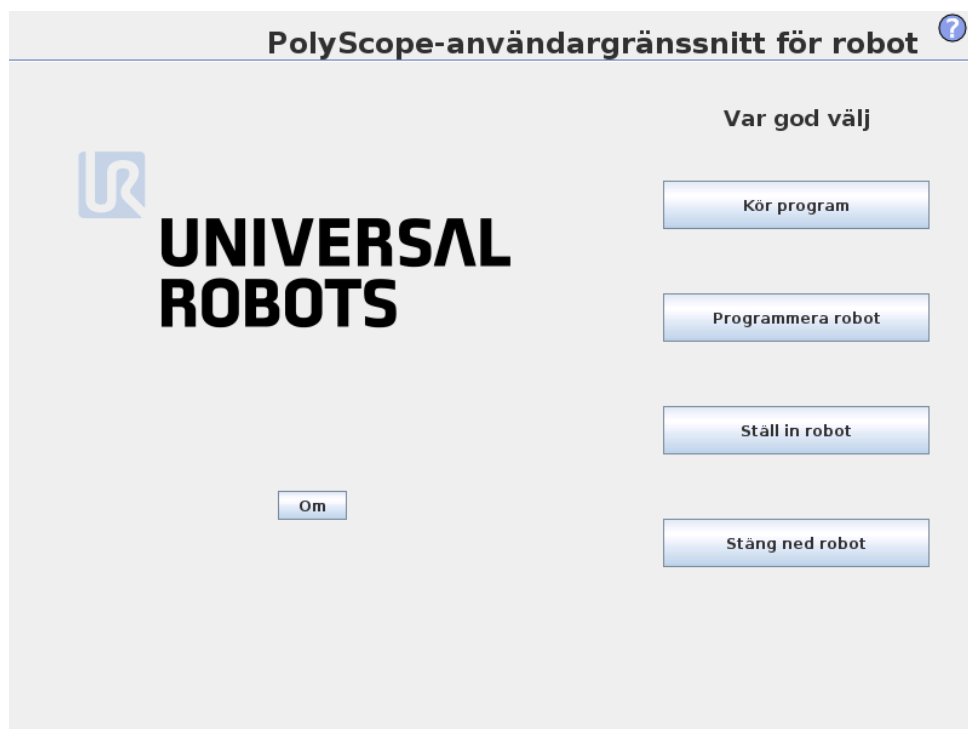 PolyScope-användargränssnitt för robot
?
Var god välj
UR
UNIVERSAL
ROBOTS
Kör program
Programmera robot
Ställ in robot
Om
Stäng ned robot